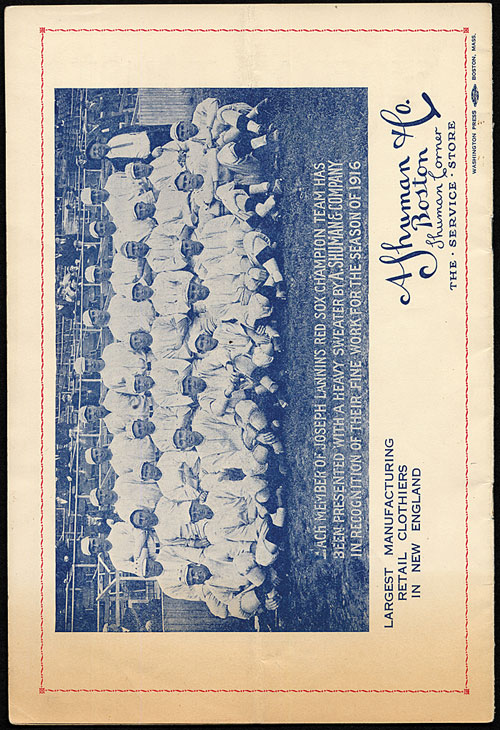 EACH MEMBER OF JOSEPH LANNIN'S RED SOX CHAMPION TEAM HAS
BEEN PRESENTED WITH A HEAVY SWEATER BY A. SHUMAN & COMPANY
IN RECOGNITION OF THEIR FINE WORK FOR THE SEASON OF 1916
LARGEST MANUFACTURING
RETAIL CLOTHIERS
IN NEW ENGLAND
A Shuman & Co.
Boston
Shuman Corner
THE · SERVICE · STORE
WASHINGTON PRESS BOSTON, MASS.